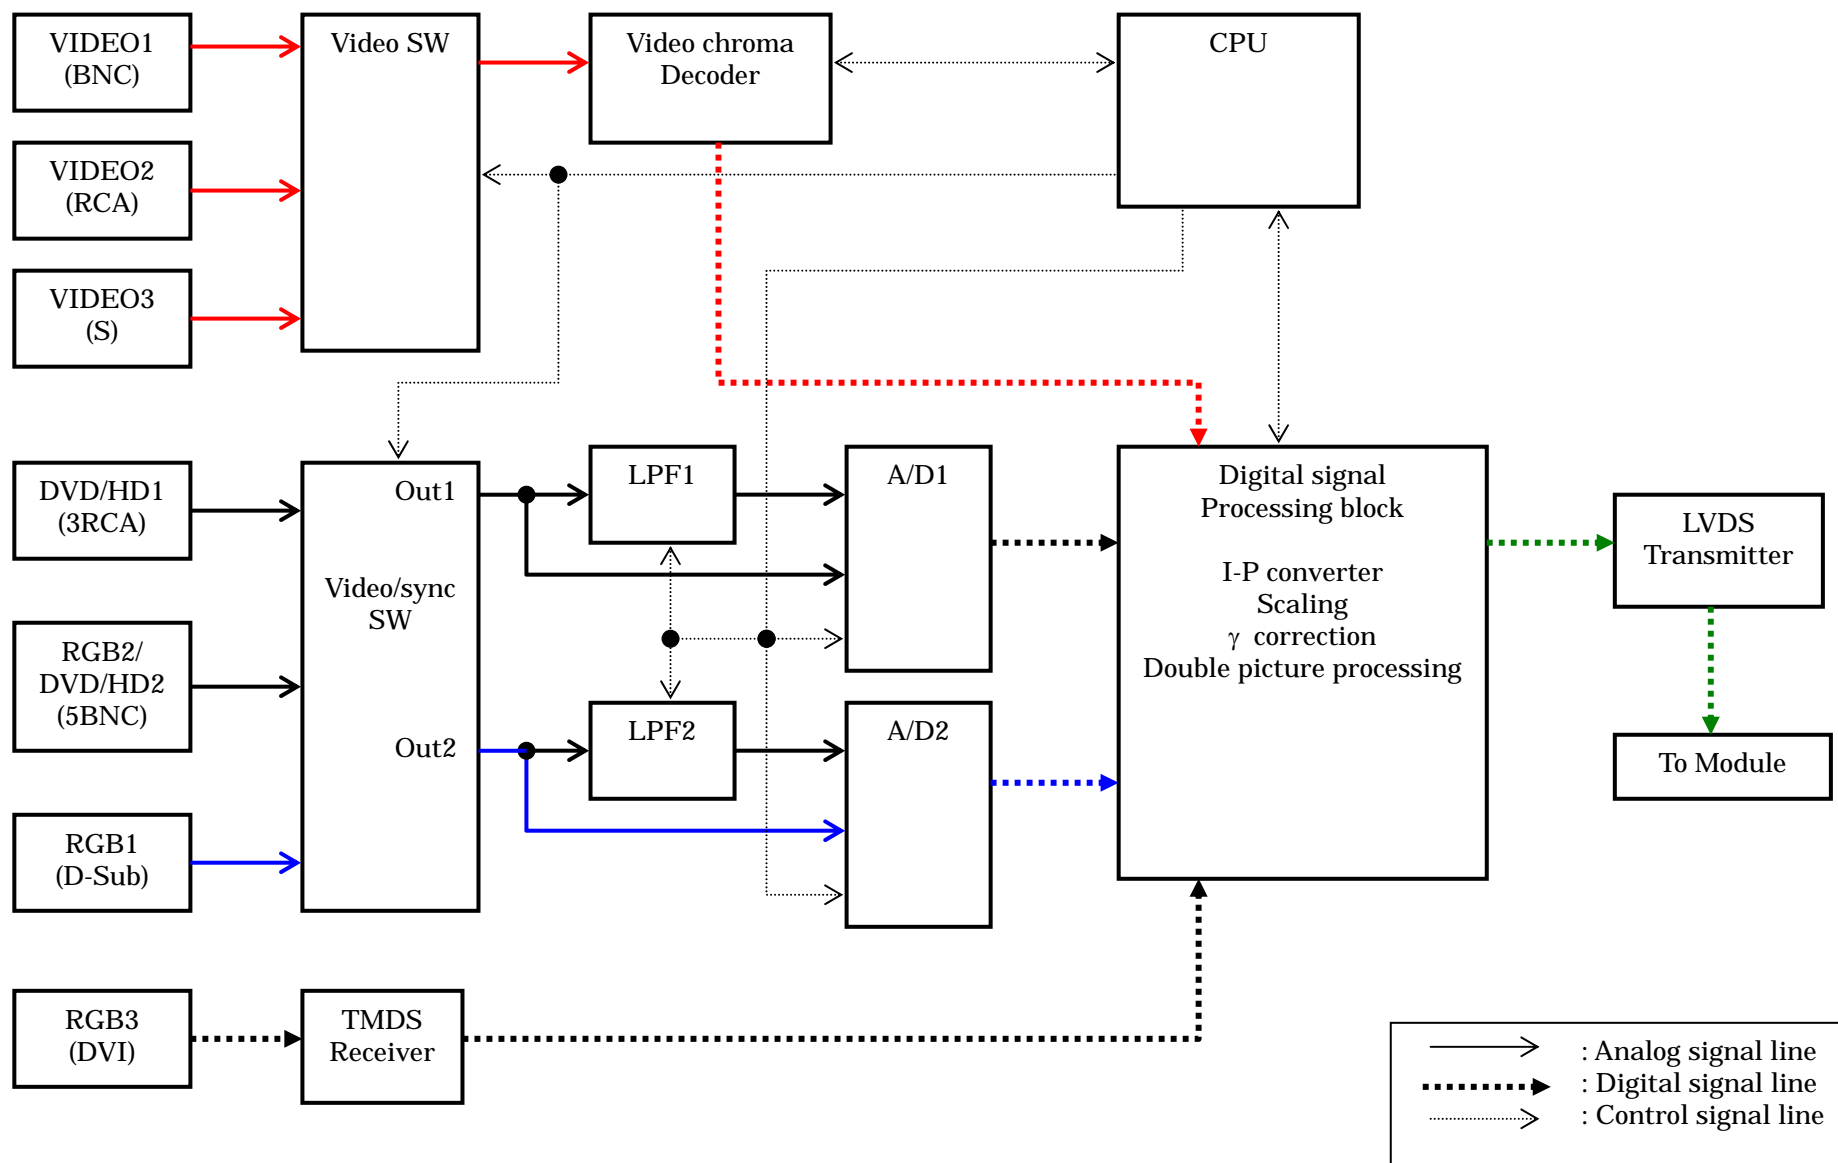 VIDEO1
(BNC)
Video SW
Video chroma
Decoder
CPU
VIDEO2
(RCA)
VIDEO3
(S)
DVD/HD1
(3RCA)
Out1
Video/sync
SW
Out2
LPF1
A/D1
Digital signal
Processing block
I-P converter
Scaling
γ correction
Double picture processing
LVDS
Transmitter
RGB2/
DVD/HD2
(5BNC)
LPF2
A/D2
To Module
RGB1
(D-Sub)
RGB3
(DVI)
TMDS
Receiver
: Analog signal line
: Digital signal line
: Control signal line